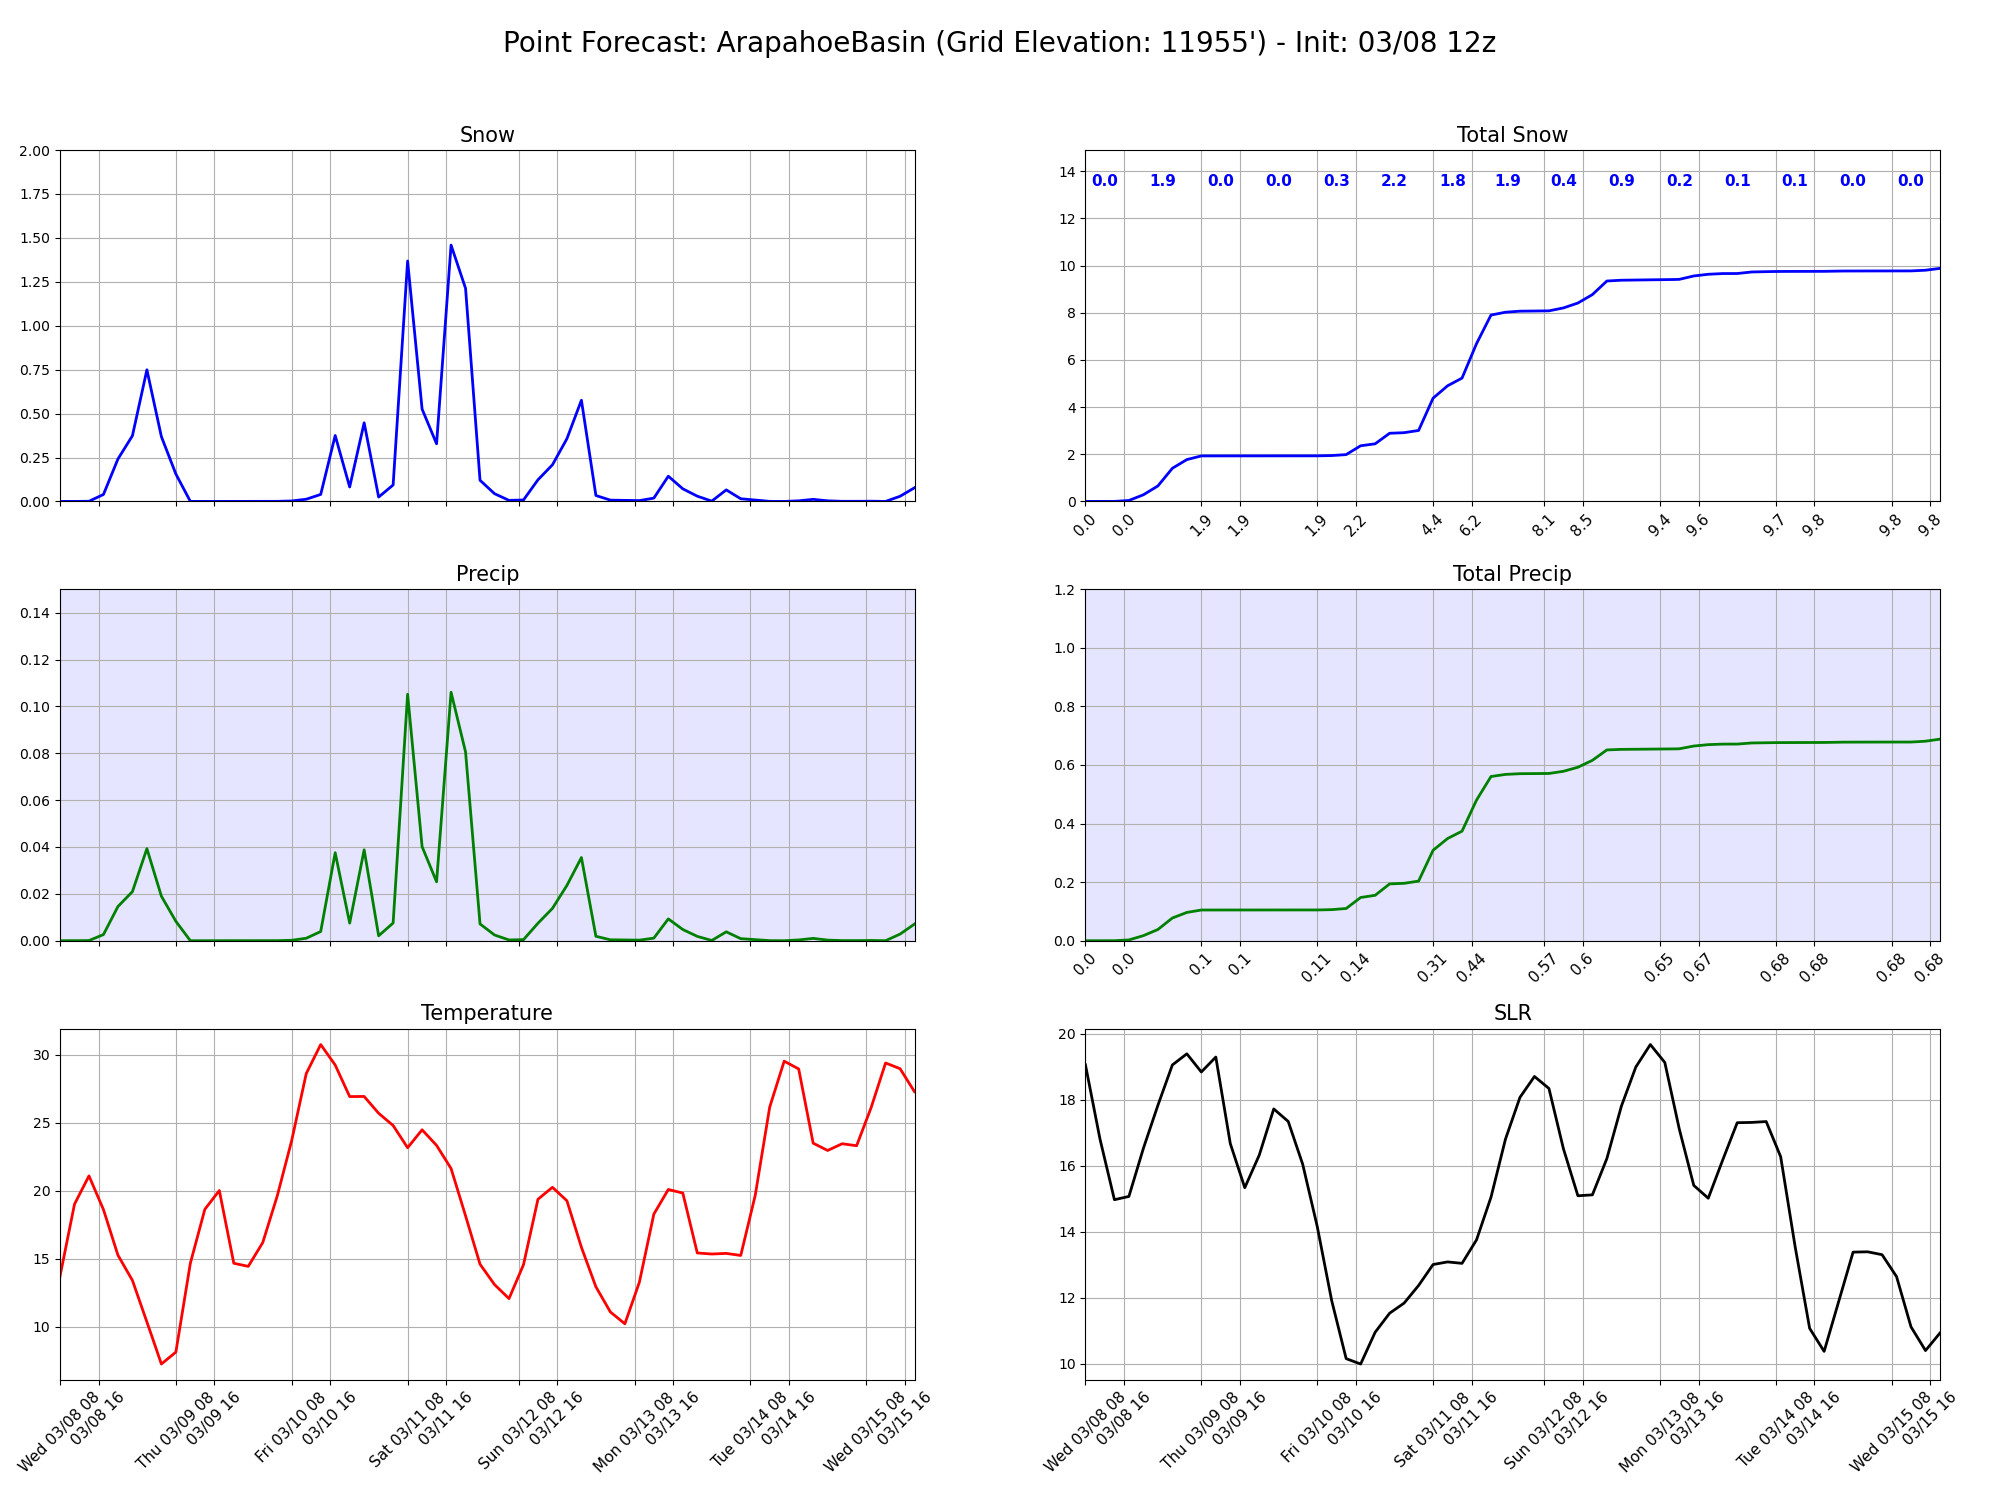 Point Forecast: ArapahoeBasin (Grid Elevation: 11955') - Init: 03/08 12z
Snow
2.00
1.75
1.50
1.25
1.00
0.75
0.50
0.25
0.00
Total Snow
0.0 1.9 0.0 0.0 0.3 2.2 1.8 1.9 0.4 0.9 0.2 0.1 0.1 0.0 0.0
14
12
10
8
6
4
2
0
0.0 0.0 1.9 1.9 1.9 2.2 4.4 6.2 8.1 8.5 9.4 9.6 9.7 9.8 9.8 9.8
Precip
0.14
0.12
0.10
0.08
0.06
0.04
0.02
0.00
Total Precip
1.2
1.0
0.8
0.6
0.4
0.2
0.0
0.0 0.0 0.1 0.1 0.11 0.14 0.31 0.44 0.57 0.6 0.65 0.67 0.68 0.68 0.68 0.68
Temperature
30
25
20
15
10
Wed 03/08 08
03/08 16
Thu 03/09 08
03/09 16
Fri 03/10 08
03/10 16
Sat 03/11 08
03/11 16
Sun 03/12 08
03/12 16
Mon 03/13 08
03/13 16
Tue 03/14 08
03/14 16
Wed 03/15 08
03/15 16
SLR
20
18
16
14
12
10
Wed 03/08 08
03/08 16
Thu 03/09 08
03/09 16
Fri 03/10 08
03/10 16
Sat 03/11 08
03/11 16
Sun 03/12 08
03/12 16
Mon 03/13 08
03/13 16
Tue 03/14 08
03/14 16
Wed 03/15 08
03/15 16